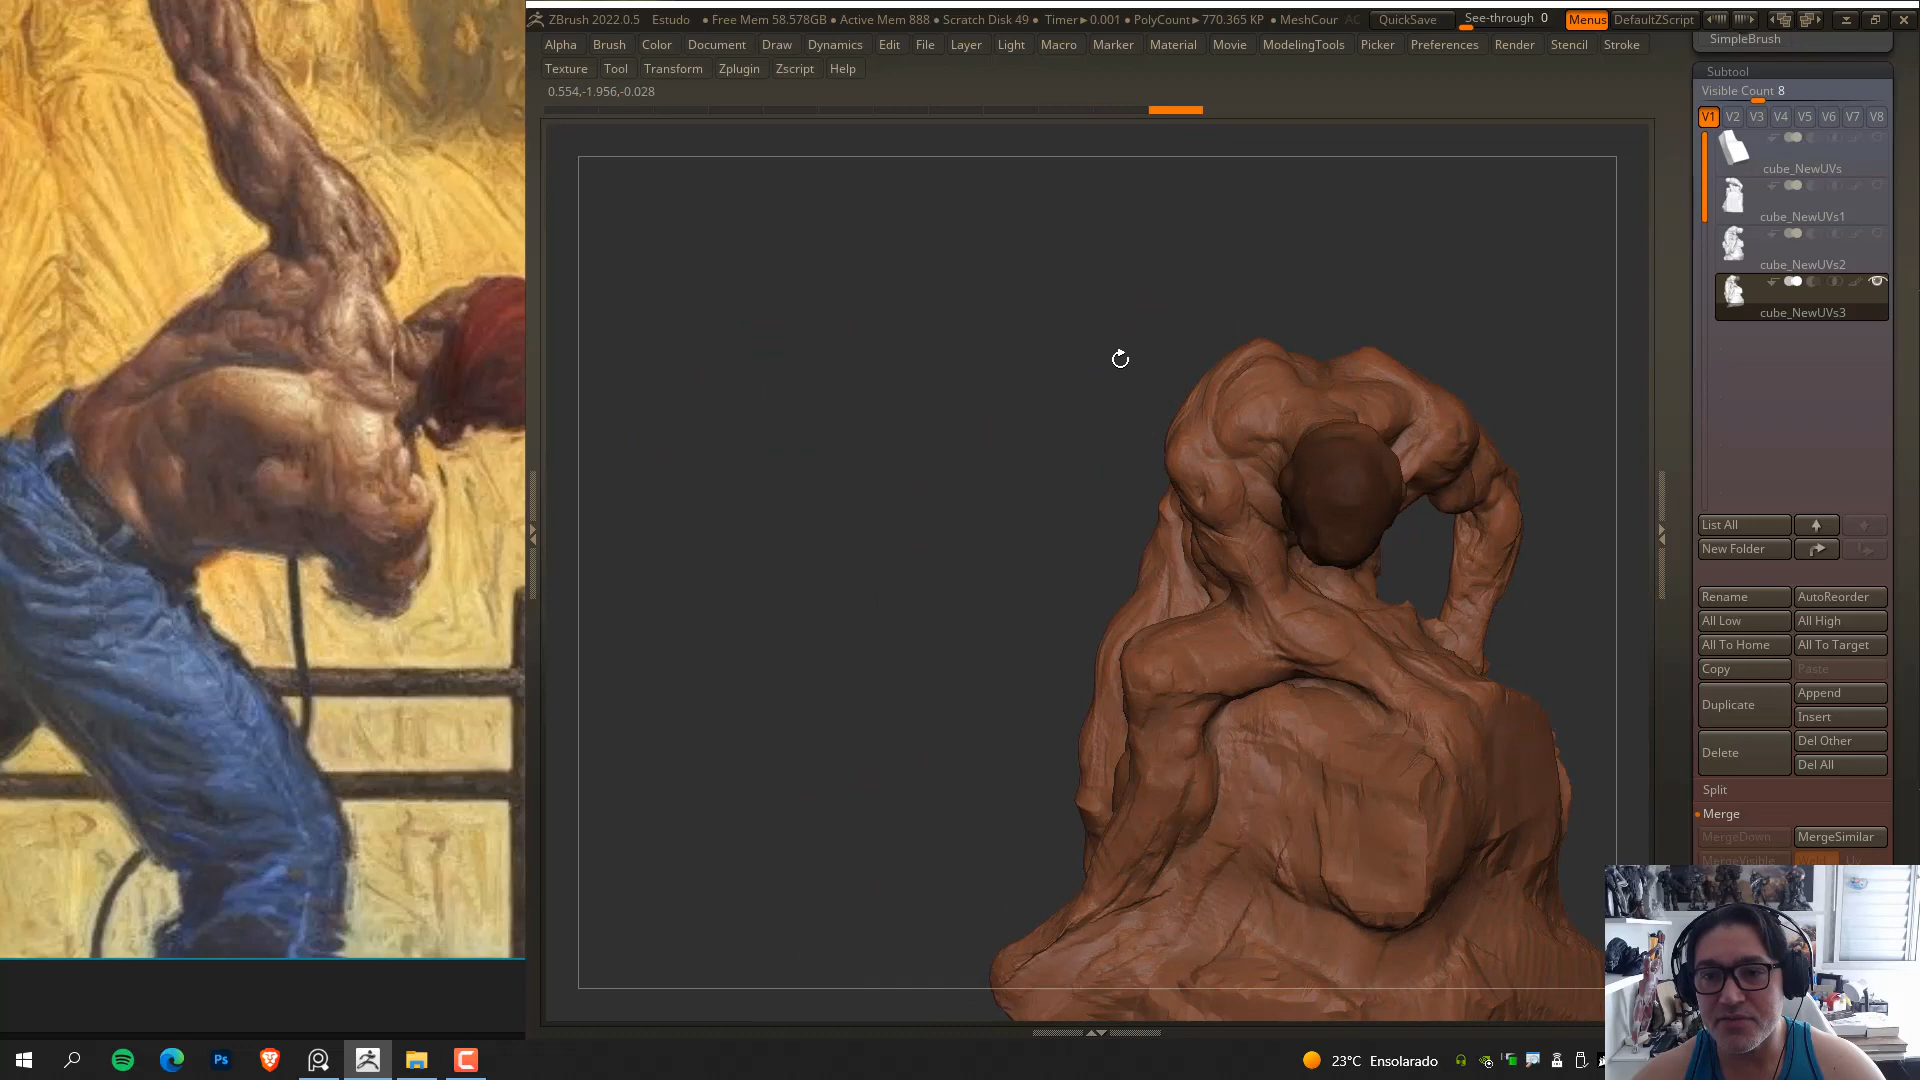 ZBrush 2022.0.5 Estudo • Free Mem 58.578GB • Active Mem 888 • Scratch Disk 49 • Timer▸0.001 • PolyCount▸770.365 KP • MeshCour AC QuickSave See-through 0 Menus DefaultZScript
Alpha Brush Color Document Draw Dynamics Edit File Layer Light Macro Marker Material Movie ModelingTools Picker Preferences Render Stencil Stroke
Texture Tool Transform Zplugin Zscript Help
0.554,-1.956,-0.028
SimpleBrush
Subtool
Visible Count 8
V1 V2 V3 V4 V5 V6 V7 V8
cube_NewUVs
cube_NewUVs1
cube_NewUVs2
cube_NewUVs3
List All
New Folder
Rename AutoReorder
All Low All High
All To Home All To Target
Copy Paste
Duplicate Append
Insert
Delete Del Other
Del All
Split
Merge
MergeDown MergeSimilar
MergeVisible Weld Uv
Ps
23°C Ensolarado